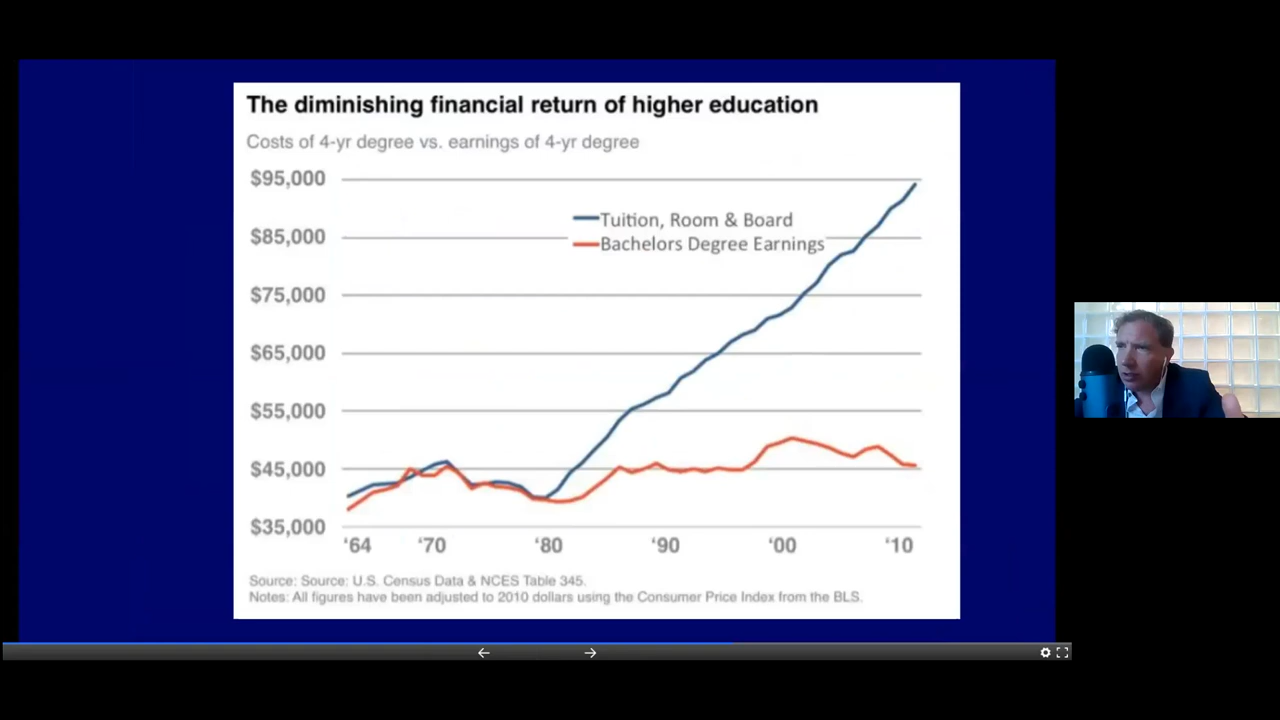 The diminishing financial return of higher education
Costs of 4-yr degree vs. earnings of 4-yr degree
$95,000
Tuition, Room & Board
$85,000
Bachelors Degree Earnings
$75,000
$65,000
$55,000
$45,000
$35,000
‘64 ‘70 ‘80 ‘90 ‘00 ‘10
Source: Source: U.S. Census Data & NCES Table 345.
Notes: All figures have been adjusted to 2010 dollars using the Consumer Price Index from the BLS.